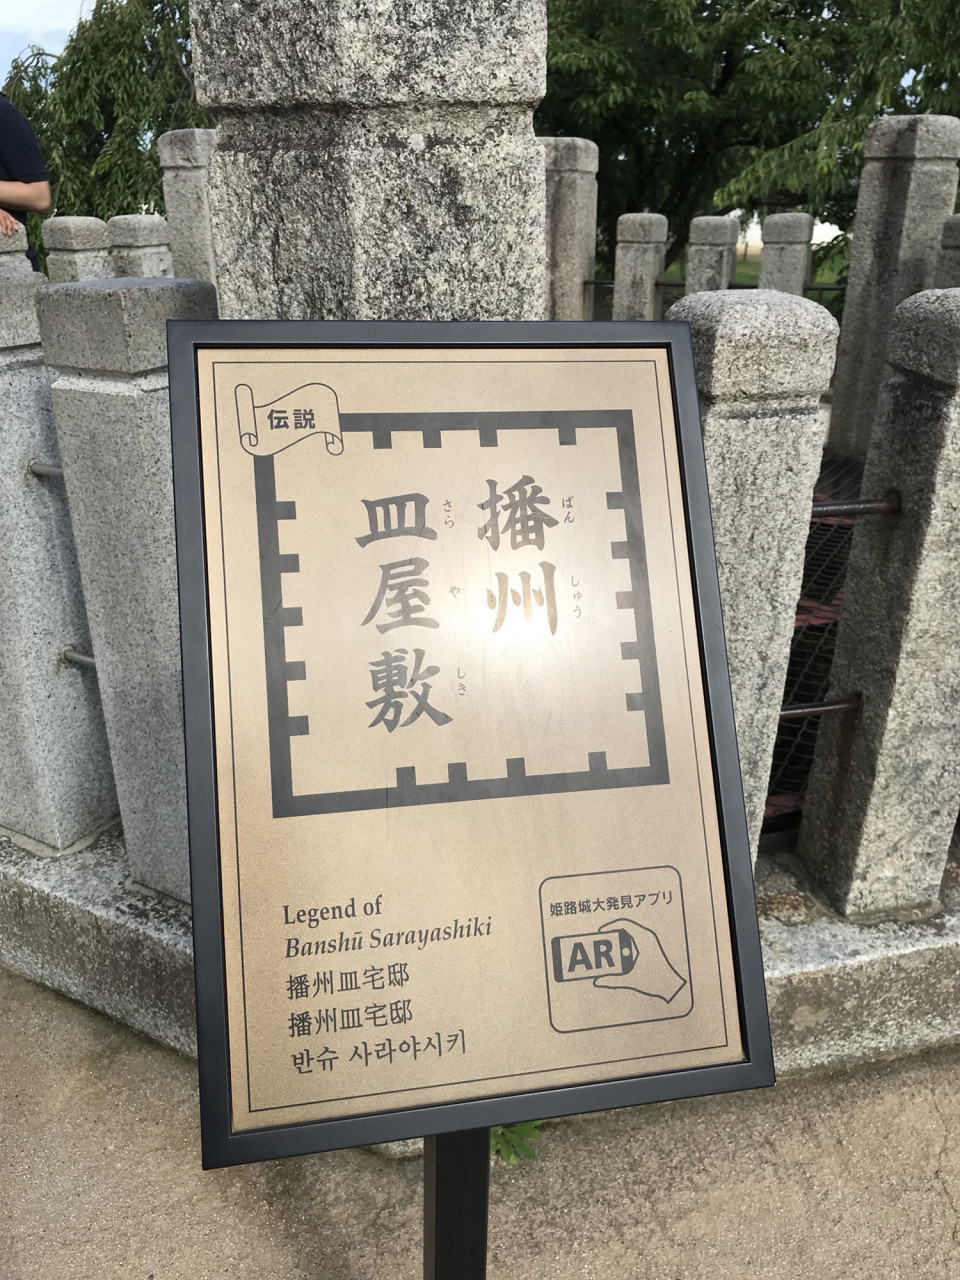 伝説
播州
ばんしゅう
皿屋敷
さらやしき
Legend of
Banshū Sarayashiki
播州皿宅邸
播州皿宅邸
반슈 사라야시키
姫路城大発見アプリ
AR